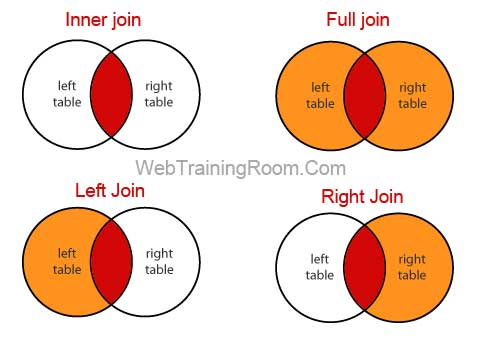 Inner join
Full join
left
table
right
table
left
table
right
table
WebTrainingRoom.Com
Left Join
Right Join
left
table
right
table
left
table
right
table